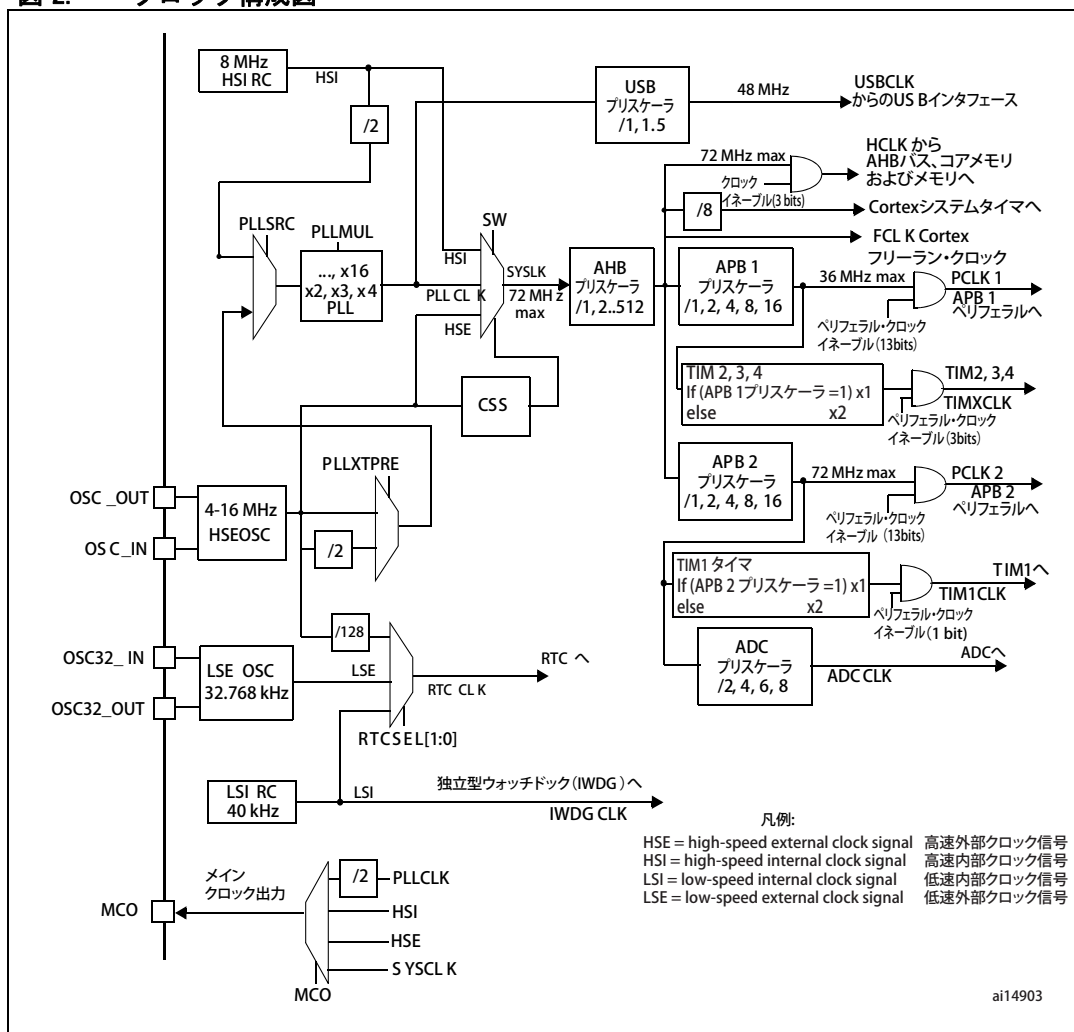 図 2. クロック構成図
8 MHz
HSI RC
HSI
/2
USB
プリスケーラ
/1, 1.5
48 MHz
USBCLK
からのUS Bインタフェース
72 MHz max
クロック
イネーブル(3 bits)
HCLK から
AHBバス、コアメモリ
およびメモリへ
/8
Cortexシステムタイマへ
FCL K Cortex
フリーラン・クロック
PLLSRC
PLLMUL
..., x16
x2, x3, x4
PLL
SW
HSI
PLL CL K
HSE
SYSLK
72 MHz
max
AHB
プリスケーラ
/1, 2..512
APB 1
プリスケーラ
/1, 2, 4, 8, 16
36 MHz max
PCLK 1
APB 1
ペリフェラルへ
ペリフェラル・クロック
イネーブル(13bits)
CSS
TIM 2, 3, 4
If (APB 1プリスケーラ =1) x1
else x2
TIM2, 3,4
TIMXCLK
ペリフェラル・クロック
イネーブル(3bits)
PLLXTPRE
OSC _OUT
OS C_IN
4-16 MHz
HSEOSC
/2
APB 2
プリスケーラ
/1, 2, 4, 8, 16
72 MHz max
PCLK 2
APB 2
ペリフェラルへ
ペリフェラル・クロック
イネーブル(13bits)
TIM1 タイマ
If (APB 2 プリスケーラ =1) x1
else x2
T IM1へ
TIM1CLK
ペリフェラル・クロック
イネーブル(1 bit)
/128
OSC32_ IN
OSC32_OUT
LSE OSC
32.768 kHz
LSE
RTC へ
RTC CL K
RTCSEL[1:0]
ADC
プリスケーラ
/2, 4, 6, 8
ADCへ
ADC CLK
LSI RC
40 kHz
LSI
独立型ウォッチドック(IWDG )へ
IWDG CLK
凡例:
HSE = high-speed external clock signal 高速外部クロック信号
HSI = high-speed internal clock signal 高速内部クロック信号
LSI = low-speed internal clock signal 低速内部クロック信号
LSE = low-speed external clock signal 低速外部クロック信号
メイン
クロック出力
MCO
/2
PLLCLK
HSI
HSE
S YSCL K
MCO
ai14903